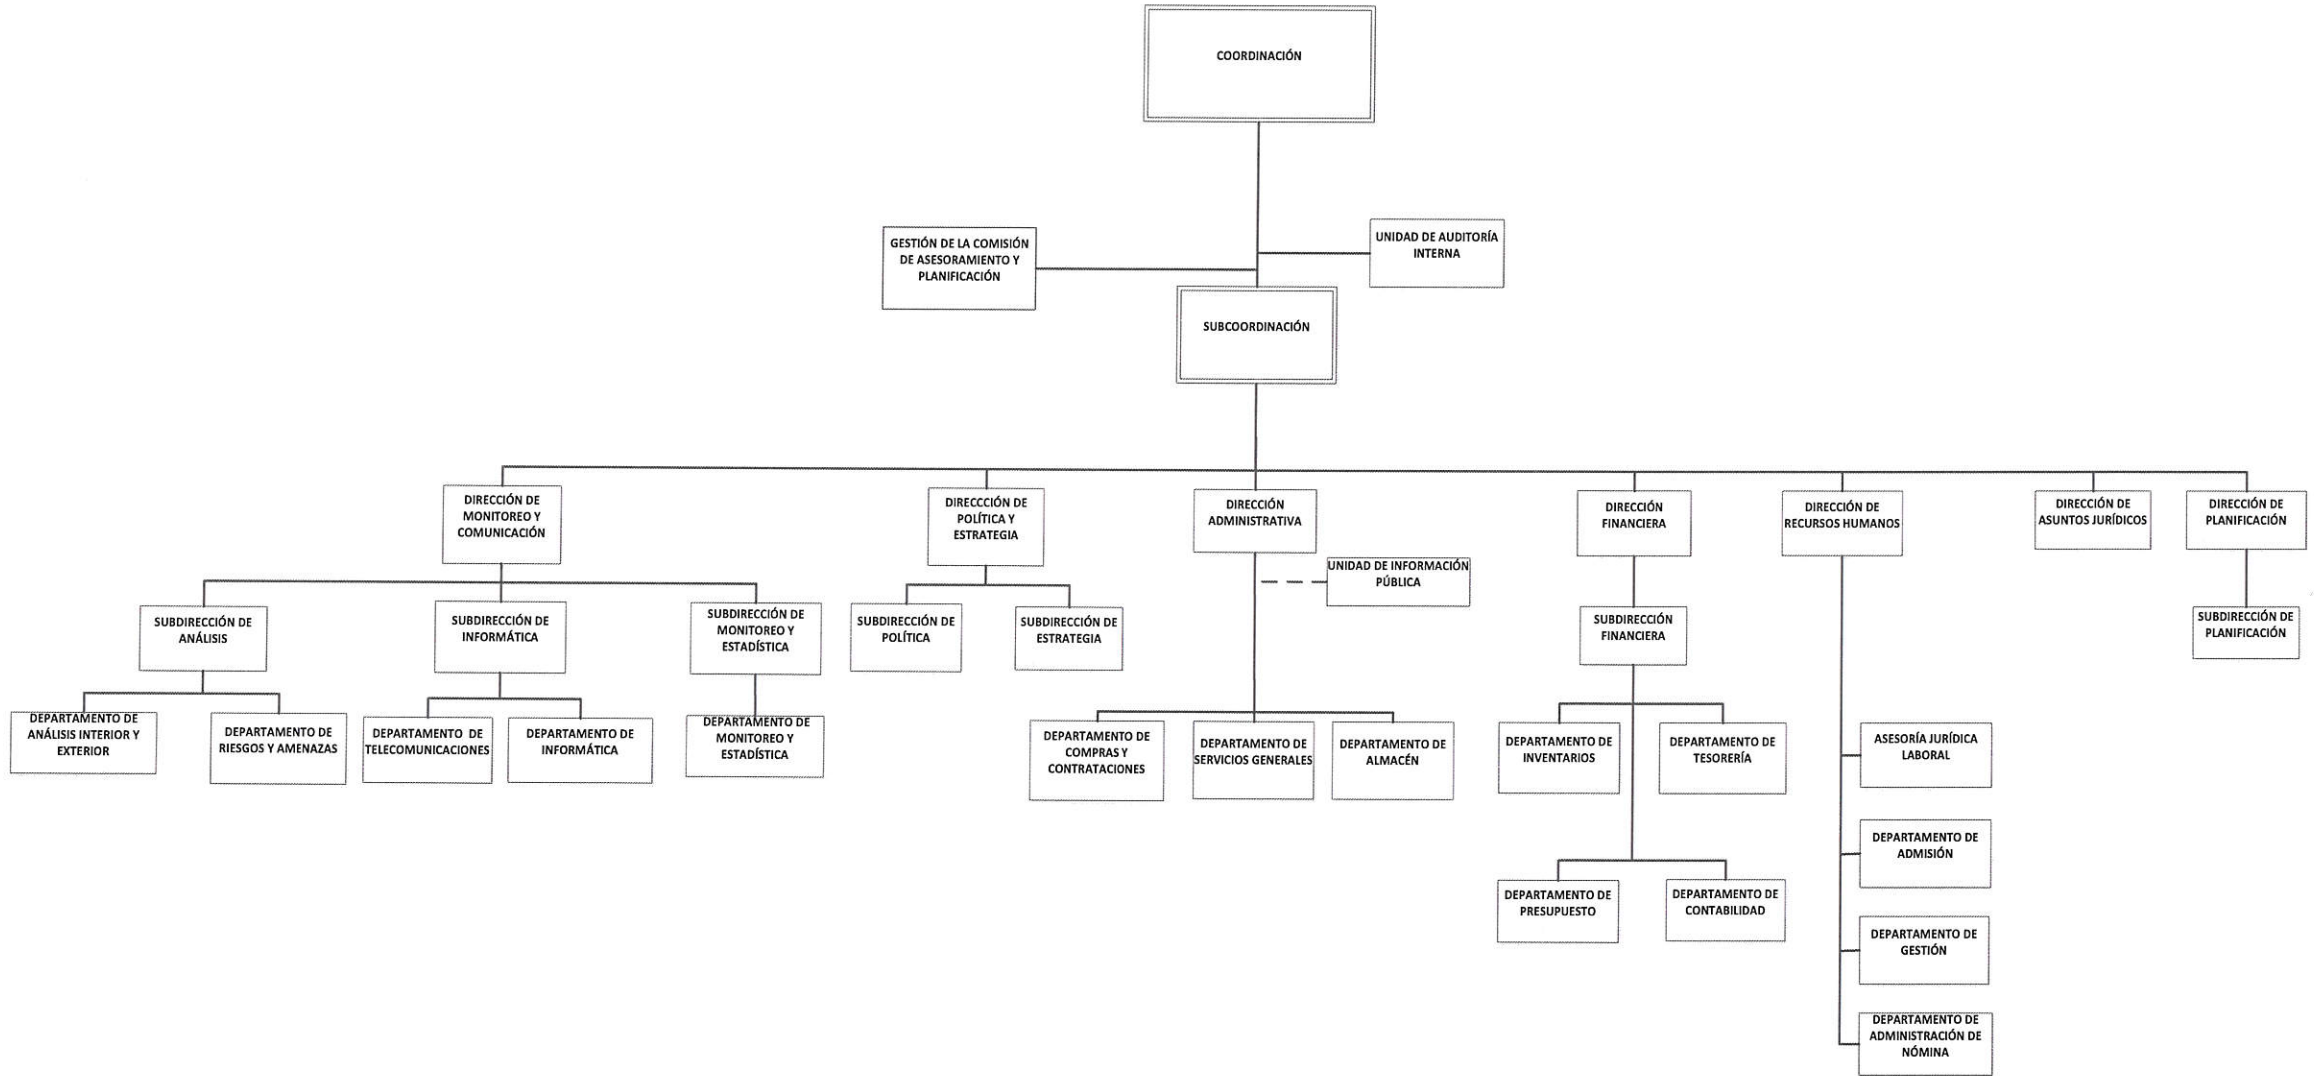 COORDINACIÓN
GESTIÓN DE LA COMISIÓN
DE ASESORAMIENTO Y
PLANIFICACIÓN
UNIDAD DE AUDITORÍA
INTERNA
SUBCOORDINACIÓN
DIRECCIÓN DE
MONITOREO Y
COMUNICACIÓN
DIRECCCIÓN DE
POLÍTICA Y
ESTRATEGIA
DIRECCIÓN
ADMINISTRATIVA
DIRECCIÓN
FINANCIERA
DIRECCIÓN DE
RECURSOS HUMANOS
DIRECCIÓN DE
ASUNTOS JURÍDICOS
DIRECCIÓN DE
PLANIFICACIÓN
UNIDAD DE INFORMACIÓN
PÚBLICA
SUBDIRECCIÓN DE
ANÁLISIS
SUBDIRECCIÓN DE
INFORMÁTICA
SUBDIRECCIÓN DE
MONITOREO Y
ESTADÍSTICA
SUBDIRECCIÓN DE
POLÍTICA
SUBDIRECCIÓN DE
ESTRATEGIA
SUBDIRECCIÓN
FINANCIERA
SUBDIRECCIÓN DE
PLANIFICACIÓN
DEPARTAMENTO DE
ANÁLISIS INTERIOR Y
EXTERIOR
DEPARTAMENTO DE
RIESGOS Y AMENAZAS
DEPARTAMENTO DE
TELECOMUNICACIONES
DEPARTAMENTO DE
INFORMÁTICA
DEPARTAMENTO DE
MONITOREO Y
ESTADÍSTICA
DEPARTAMENTO DE
COMPRAS Y
CONTRATACIONES
DEPARTAMENTO DE
SERVICIOS GENERALES
DEPARTAMENTO DE
ALMACÉN
DEPARTAMENTO DE
INVENTARIOS
DEPARTAMENTO DE
TESORERÍA
ASESORÍA JURÍDICA
LABORAL
DEPARTAMENTO DE
ADMISIÓN
DEPARTAMENTO DE
PRESUPUESTO
DEPARTAMENTO DE
CONTABILIDAD
DEPARTAMENTO DE
GESTIÓN
DEPARTAMENTO DE
ADMINISTRACIÓN DE
NÓMINA